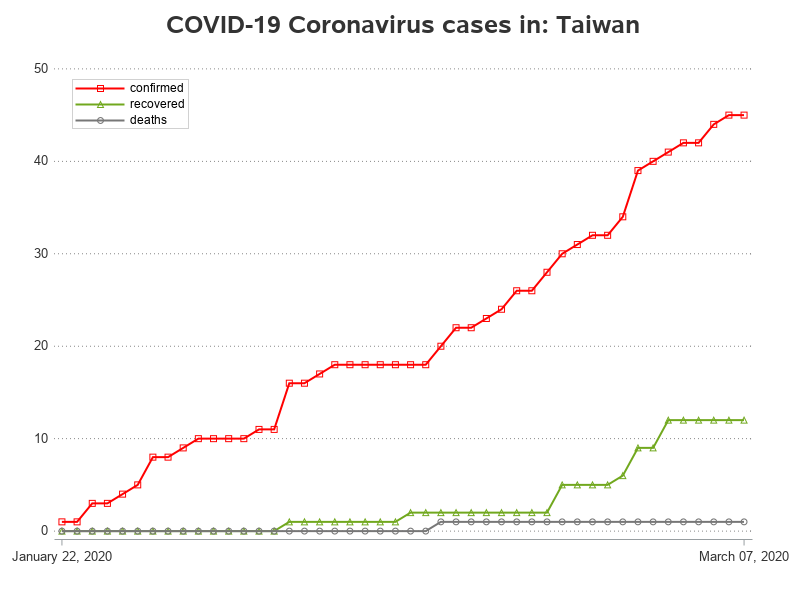 COVID-19 Coronavirus cases in: Taiwan
50
confirmed
recovered
deaths
40
30
20
10
0
January 22, 2020
March 07, 2020